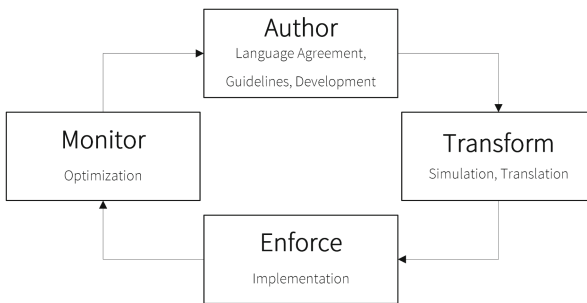 Author
Language Agreement,
Guidelines, Development
Monitor
Optimization
Transform
Simulation, Translation
Enforce
Implementation